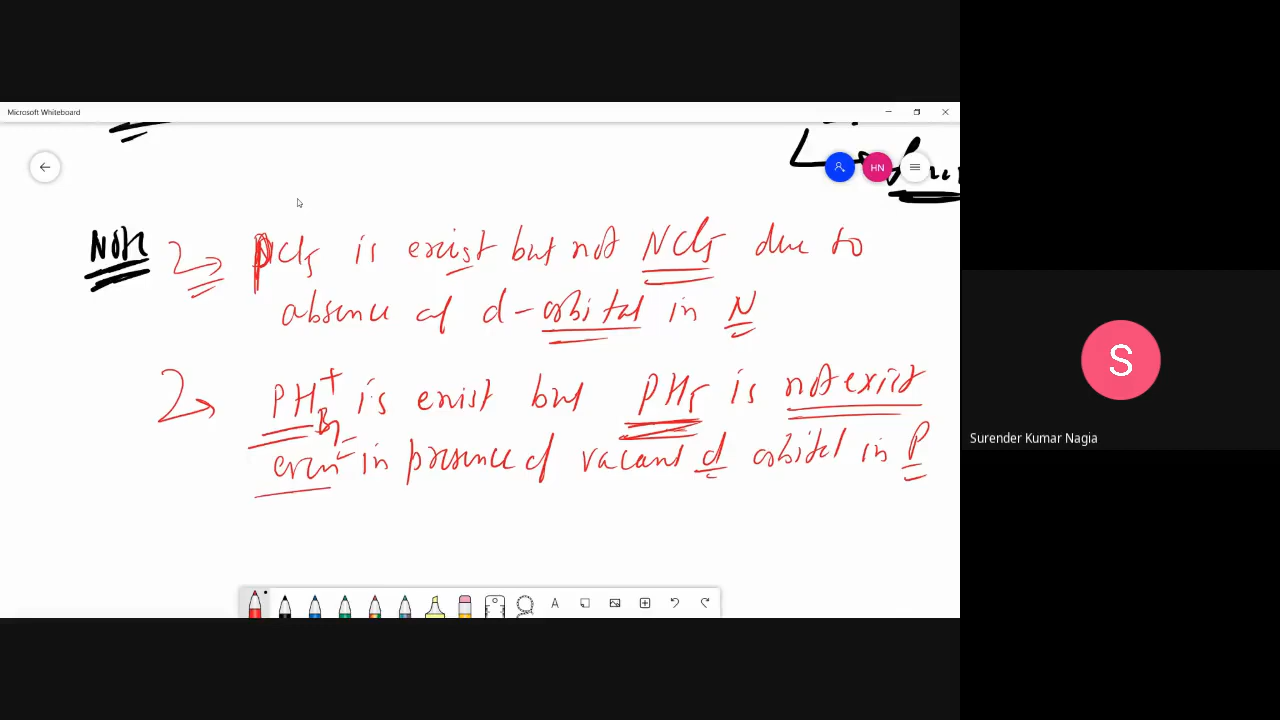 Microsoft Whiteboard
HN
Note 2→ PCl5 is exist but not NCl5 due to
absence of d-orbital in N
2→ PH4+ is exist but PH5 is not exist
even in presence of vacant d orbital in P
A
S
Surender Kumar Nagia